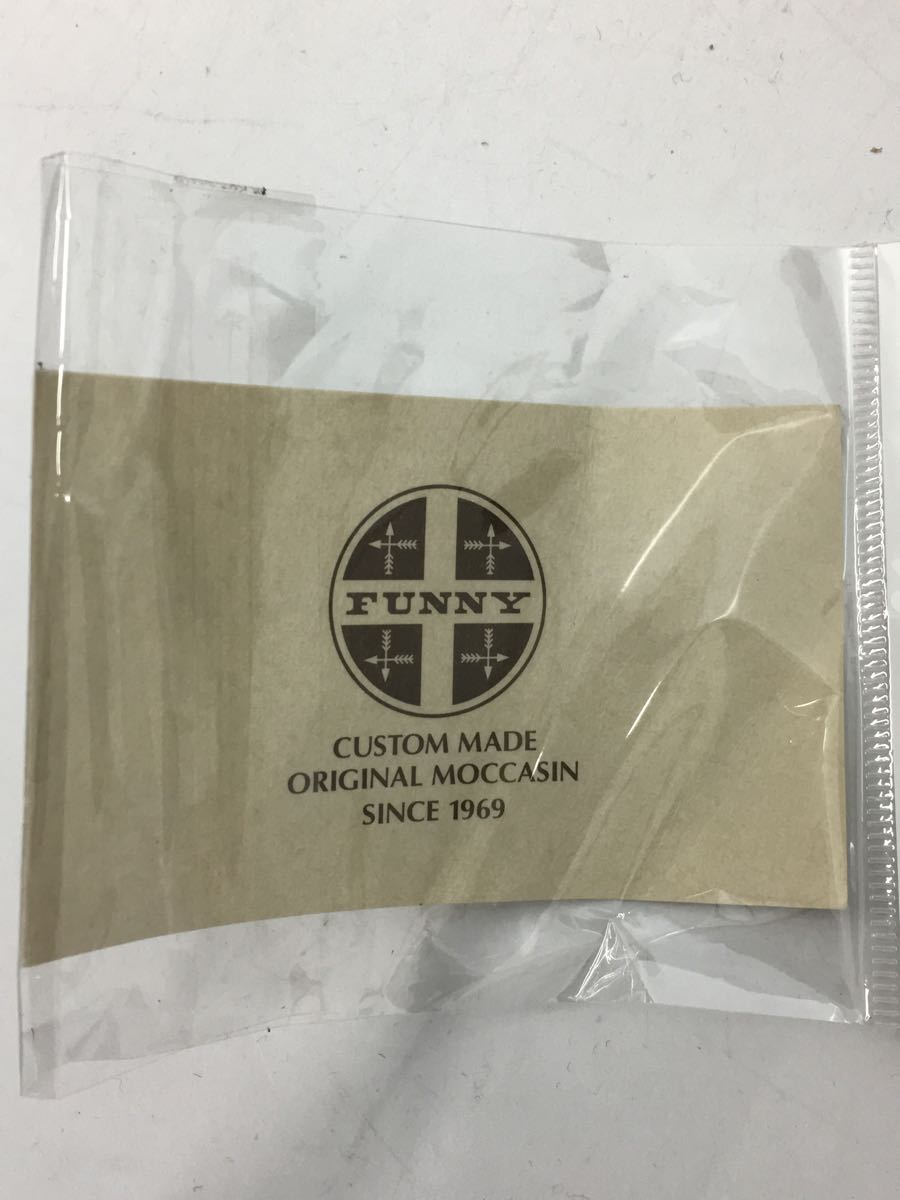 FUNNY
CUSTOM MADE
ORIGINAL MOCCASIN
SINCE 1969